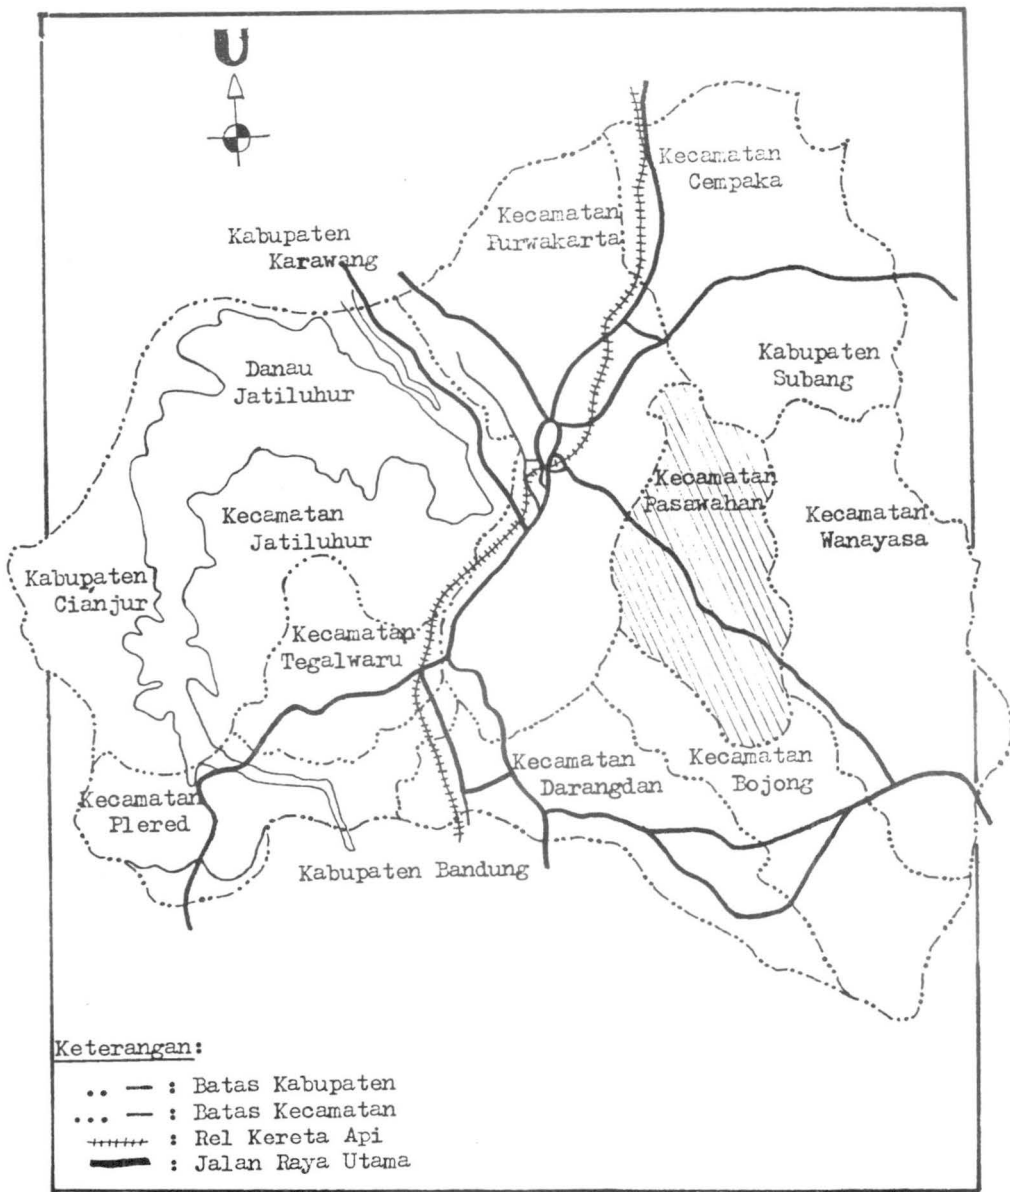 U
Kecamatan
Cempaka
Kecamatan
Purwakarta
Kabupaten
Karawang
Danau
Jatiluhur
Kabupaten
Subang
Kecamatan
Pasawahan
Kecamatan
Jatiluhur
Kecamatan
Wanayasa
Kabupaten
Cianjur
Kecamatan
Tegalwaru
Kecamatan
Darangdan
Kecamatan
Bojong
Kecamatan
Plered
Kabupaten Bandung
Keterangan:
.. — : Batas Kabupaten
... — : Batas Kecamatan
: Rel Kereta Api
: Jalan Raya Utama